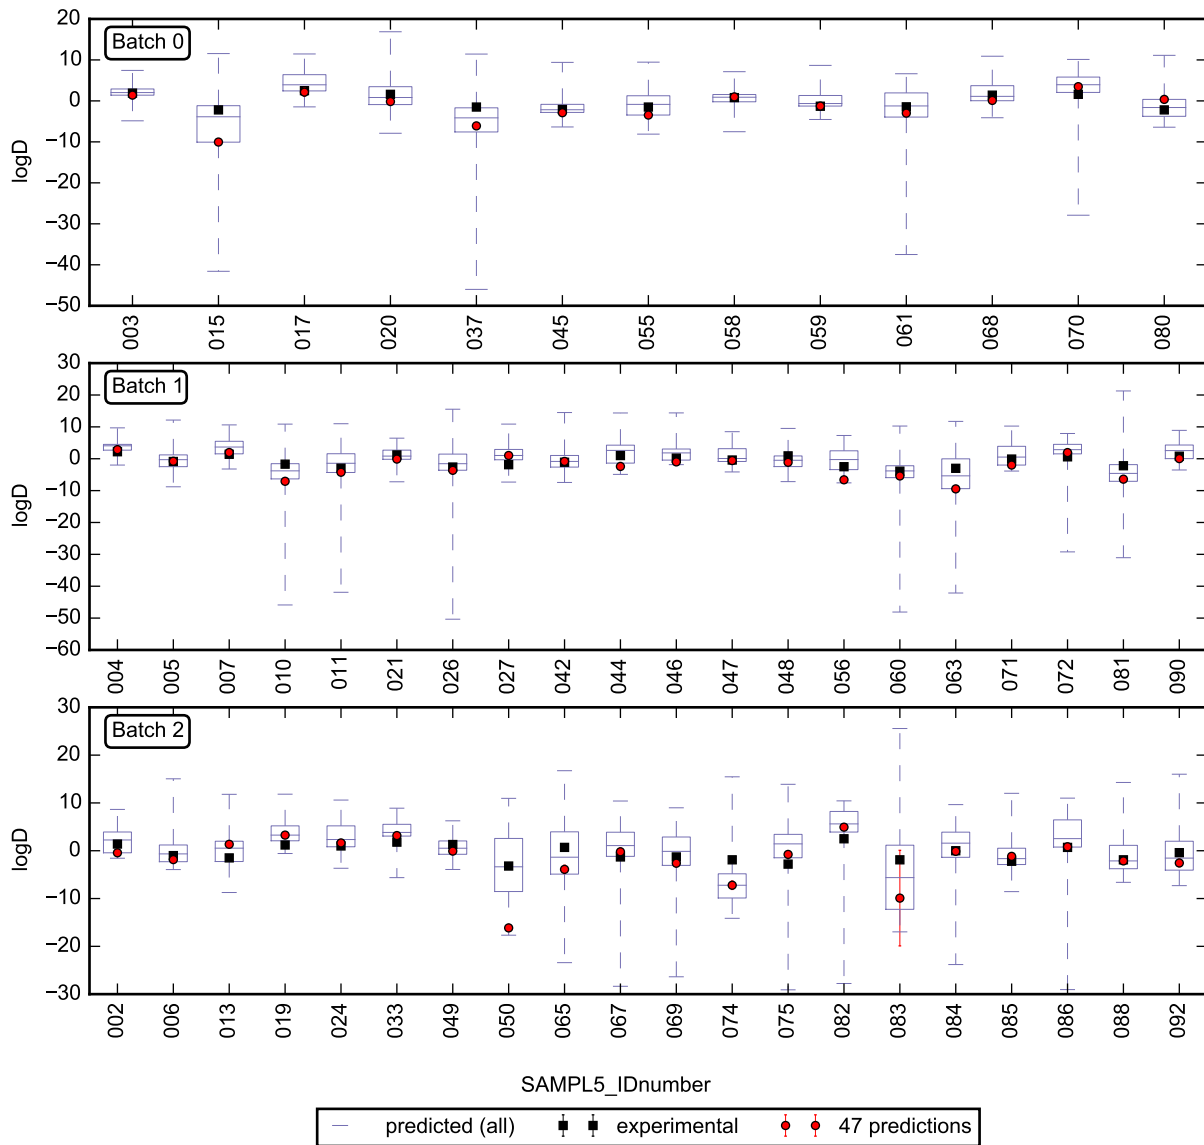 20
10
0
−10
−20
−30
−40
−50
logD
Batch 0
003 015 017 020 037 045 055 058 059 061 068 070 080
30
20
10
0
−10
−20
−30
−40
−50
−60
logD
Batch 1
004 005 007 010 011 021 026 027 042 044 046 047 048 056 060 063 071 072 081 090
30
20
10
0
−10
−20
−30
logD
Batch 2
002 006 013 019 024 033 049 050 065 067 069 074 075 082 083 084 085 086 088 092
SAMPL5_IDnumber
predicted (all) experimental 47 predictions